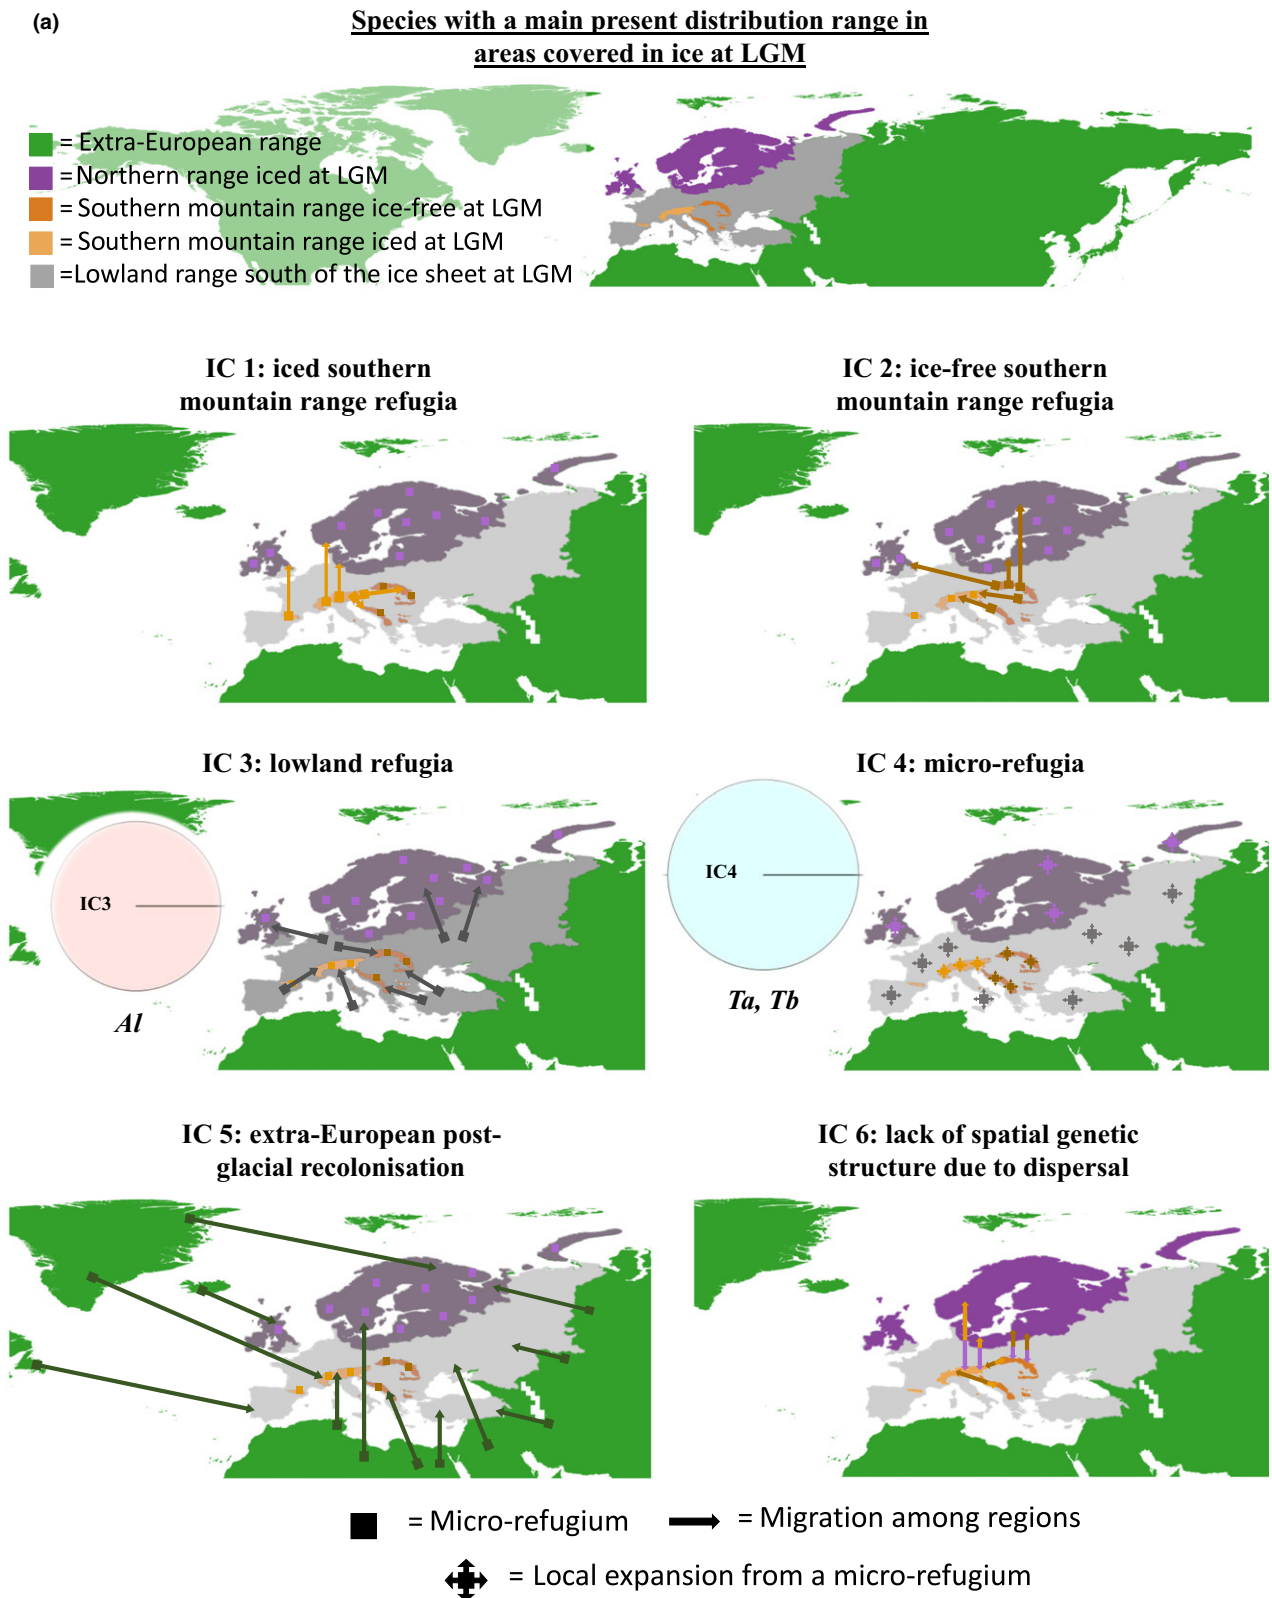 (a)
Species with a main present distribution range in
areas covered in ice at LGM
= Extra-European range
= Northern range iced at LGM
= Southern mountain range ice-free at LGM
= Southern mountain range iced at LGM
=Lowland range south of the ice sheet at LGM
IC 1: iced southern
mountain range refugia
IC 2: ice-free southern
mountain range refugia
IC 3: lowland refugia
IC3
Al
IC 4: micro-refugia
IC4
Ta, Tb
IC 5: extra-European post-
glacial recolonisation
IC 6: lack of spatial genetic
structure due to dispersal
= Micro-refugium
= Migration among regions
= Local expansion from a micro-refugium